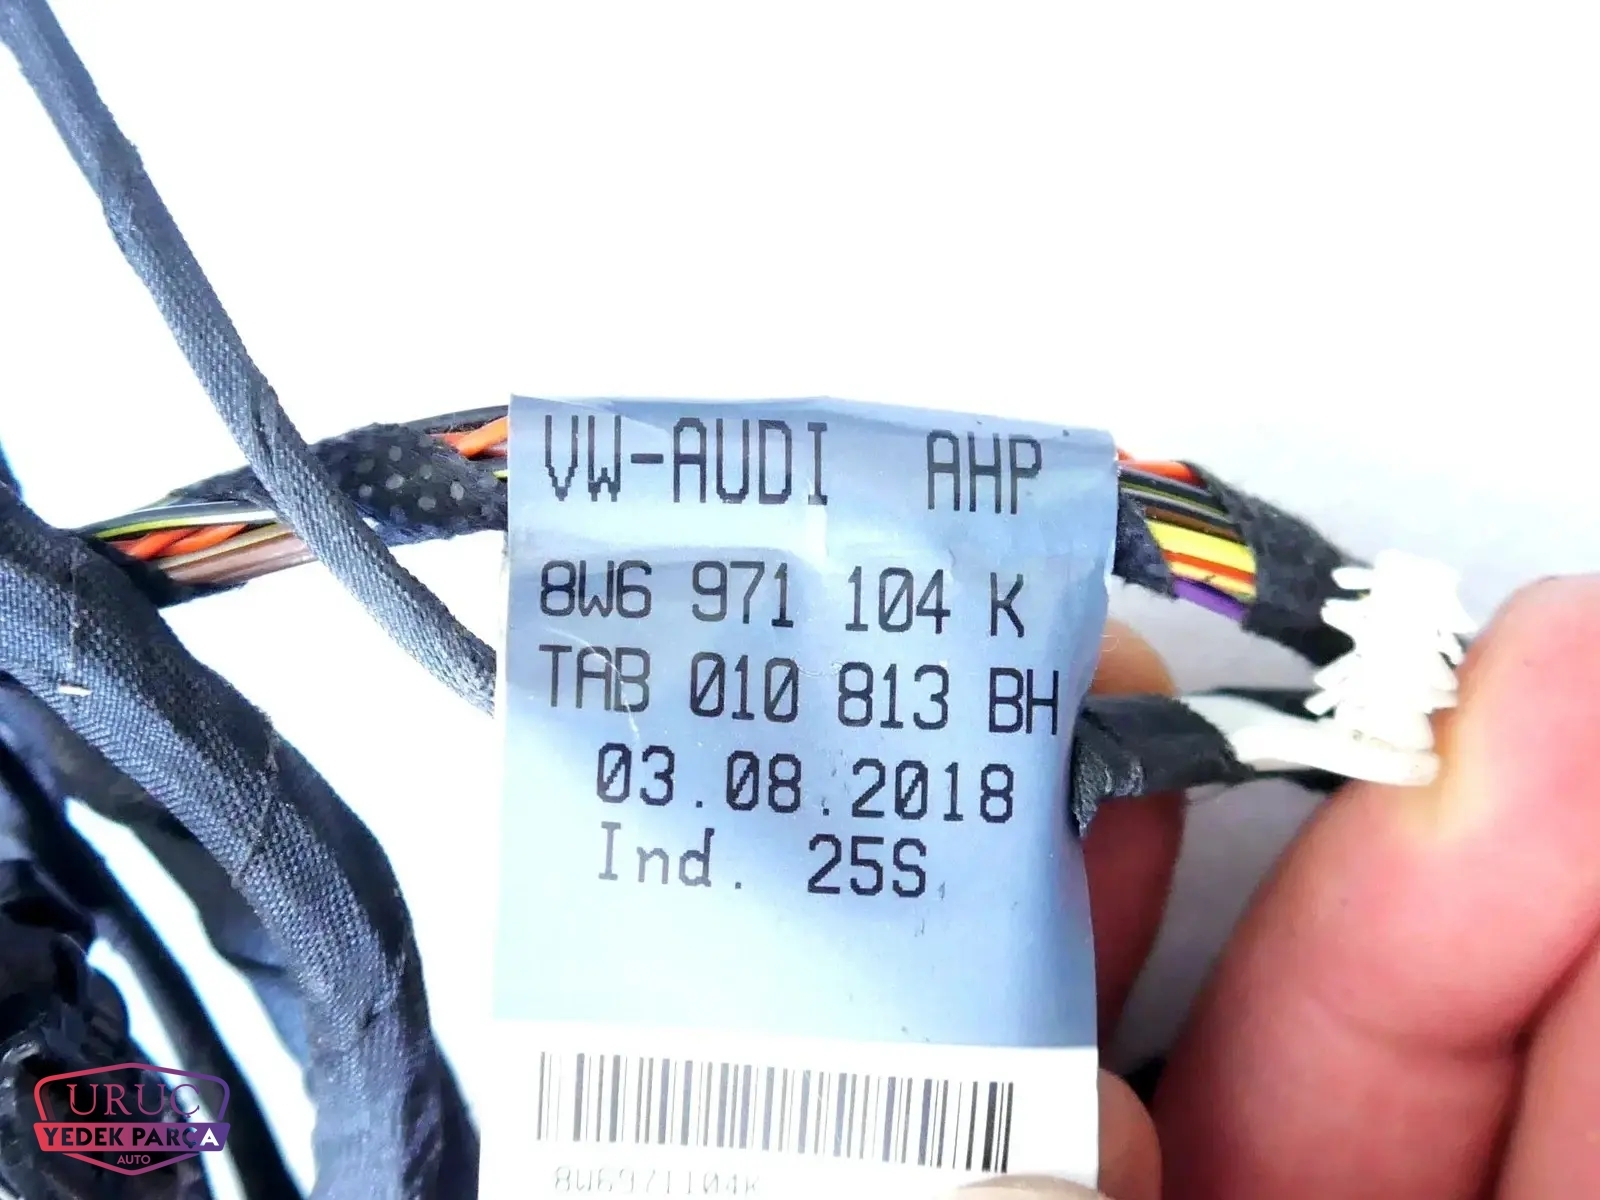 VW-AUDI AHP
8W6 971 104 K
TAB 010 813 BH
03.08.2018
Ind. 25S
8W6971104K
URUÇ
YEDEK PARÇA
AUTO